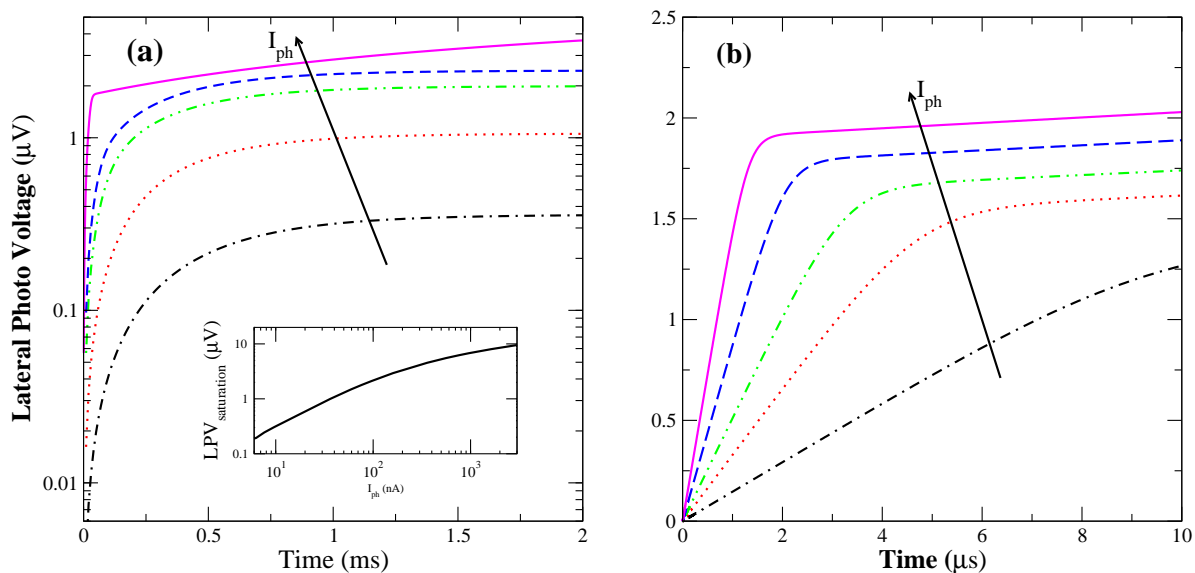 (a)
I_ph
Lateral Photo Voltage (μV)
1
0.1
0.01
0
0.5
1
1.5
2
Time (ms)
LPV_saturation (μV)
10
1
0.1
10^1
10^2
10^3
I_ph (nA)
(b)
I_ph
2.5
2
1.5
1
0.5
0
0
2
4
6
8
10
Time (μs)